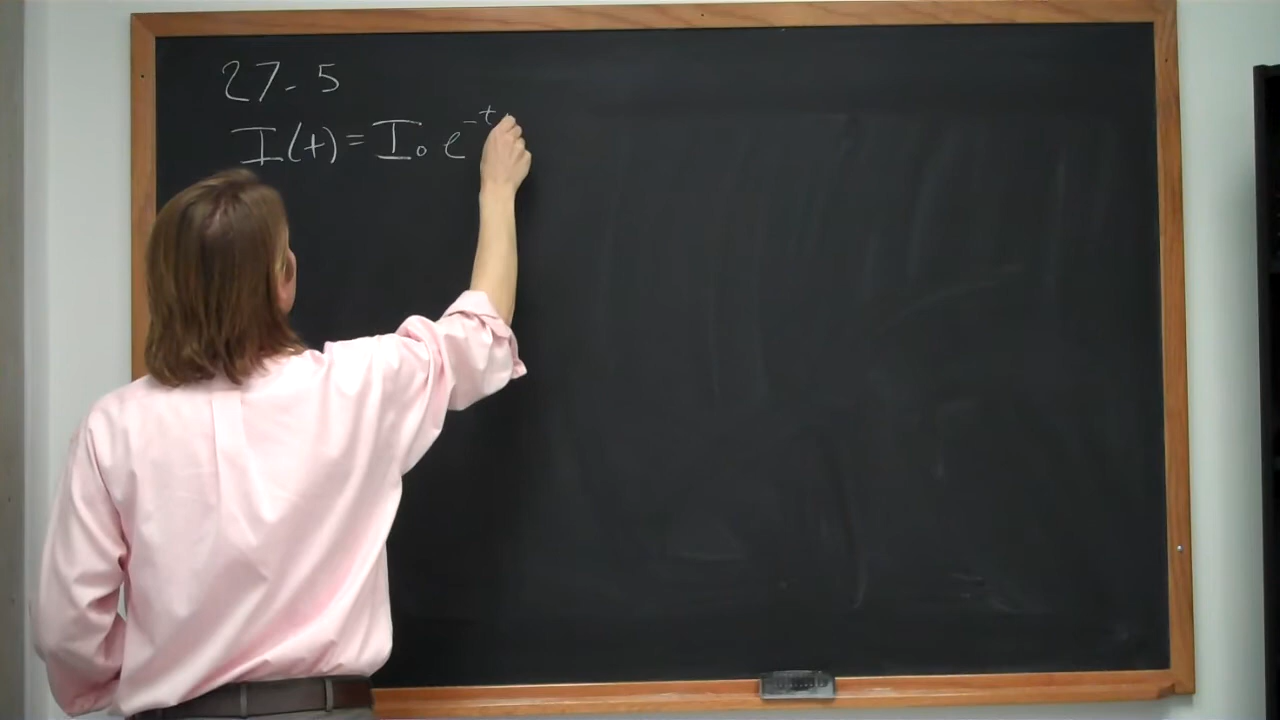 27-5
I(t) = I₀ e^-t